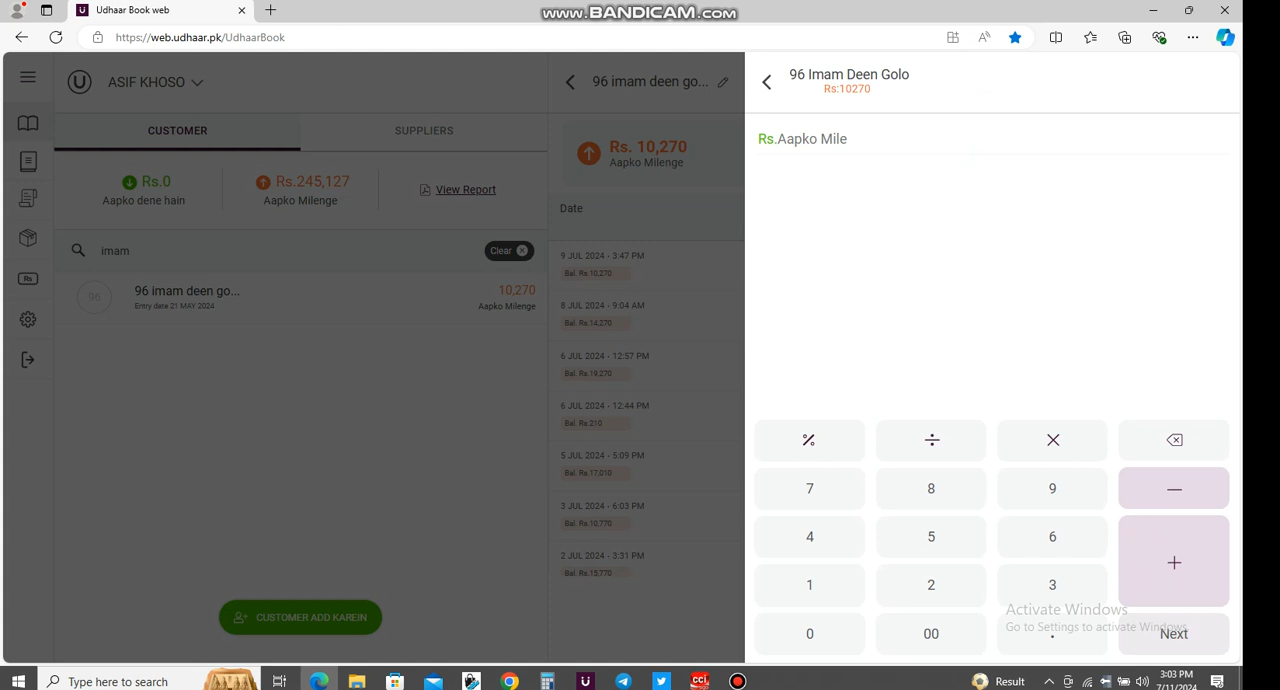 Udhaar Book web
www.BANDICAM.com
https://web.udhaar.pk/UdhaarBook
ASIF KHOSO
96 imam deen go...
96 Imam Deen Golo
Rs:10270
CUSTOMER
SUPPLIERS
Rs.0
Aapko dene hain
Rs.245,127
Aapko Milenge
View Report
Rs. 10,270
Aapko Milenge
Rs.Aapko Mile
Date
imam
Clear
96
96 imam deen go...
Entry date 21 MAY 2024
10,270
Aapko Milenge
9 JUL 2024 - 3:47 PM
Bal. Rs.10,270
8 JUL 2024 - 9:04 AM
Bal. Rs.14,270
6 JUL 2024 - 12:57 PM
Bal. Rs.19,270
6 JUL 2024 - 12:44 PM
Bal. Rs.210
5 JUL 2024 - 5:09 PM
Bal. Rs.17,010
3 JUL 2024 - 6:03 PM
Bal. Rs.10,770
2 JUL 2024 - 3:31 PM
Bal. Rs.15,770
CUSTOMER ADD KAREIN
% ÷ ×
7 8 9 —
4 5 6 +
1 2 3
0 00 . Next
Activate Windows
Go to Settings to activate Windows.
Type here to search
Result
3:03 PM
7/11/2024